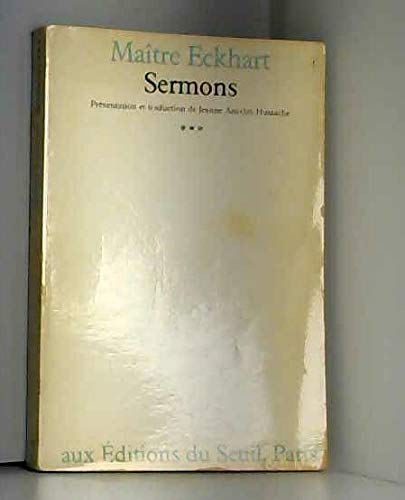 Maître Eckhart
Sermons
Présentation et traduction de Jeanne Ancelet-Hustache
***
aux Éditions du Seuil, Paris